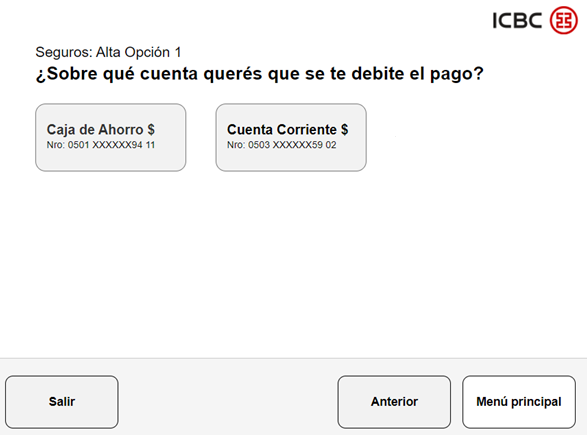 ICBC
Seguros: Alta Opción 1
¿Sobre qué cuenta querés que se te debite el pago?
Caja de Ahorro $
Nro: 0501 XXXXXX94 11
Cuenta Corriente $
Nro: 0503 XXXXXX59 02
Salir
Anterior
Menú principal